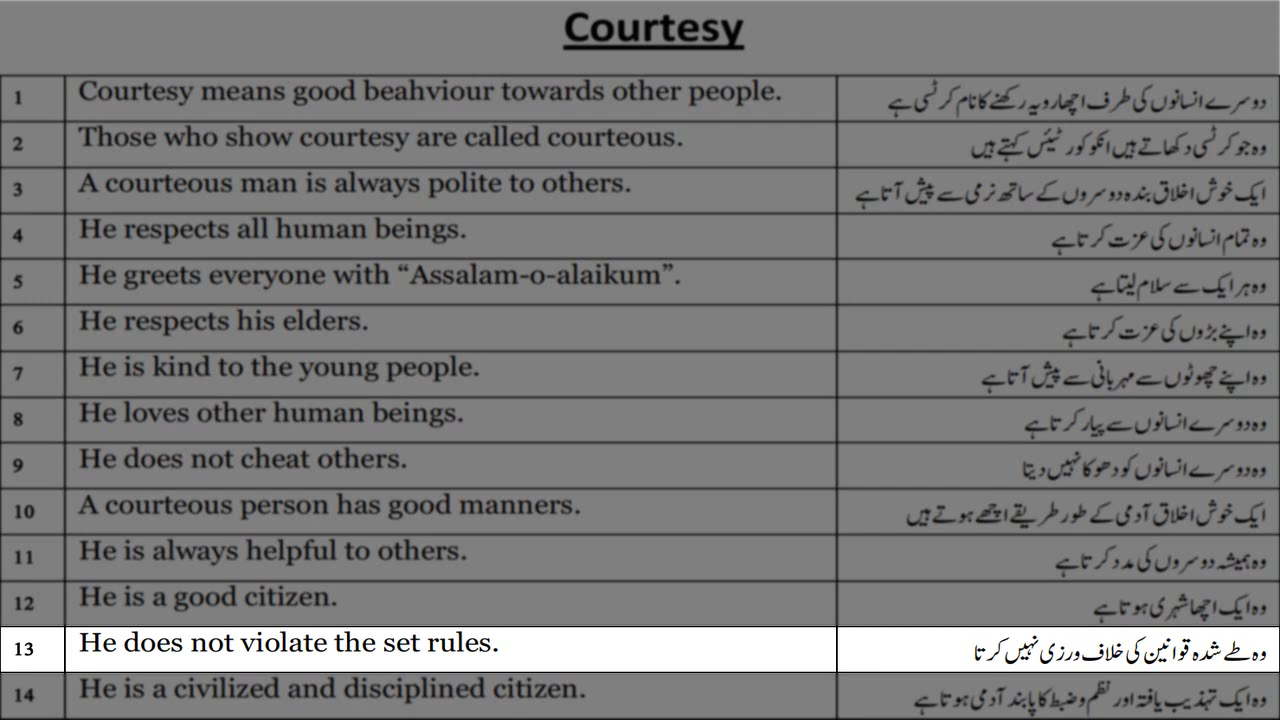 Courtesy
1 Courtesy means good beahviour towards other people. دوسرے انسانوں کی طرف اچھا رویہ رکھنے کا نام کرٹسی ہے
2 Those who show courtesy are called courteous. وہ جو کرٹسی دکھاتے ہیں انکو کورٹیئس کہتے ہیں
3 A courteous man is always polite to others. ایک خوش اخلاق بندہ دوسروں کے ساتھ نرمی سے پیش آتا ہے
4 He respects all human beings. وہ تمام انسانوں کی عزت کرتا ہے
5 He greets everyone with “Assalam-o-alaikum”. وہ ہر ایک سے سلام لیتا ہے
6 He respects his elders. وہ اپنے بڑوں کی عزت کرتا ہے
7 He is kind to the young people. وہ اپنے چھوٹوں سے مہربانی سے پیش آتا ہے
8 He loves other human beings. وہ دوسرے انسانوں سے پیار کرتا ہے
9 He does not cheat others. وہ دوسرے انسانوں کو دھوکا نہیں دیتا
10 A courteous person has good manners. ایک خوش اخلاق آدمی کے طور طریقے اچھے ہوتے ہیں
11 He is always helpful to others. وہ ہمیشہ دوسروں کی مدد کرتا ہے
12 He is a good citizen. وہ ایک اچھا شہری ہوتا ہے
13 He does not violate the set rules. وہ طے شدہ قوانین کی خلاف ورزی نہیں کرتا
14 He is a civilized and disciplined citizen. وہ ایک تہذیب یافتہ اور نظم و ضبط کا پابند آدمی ہوتا ہے